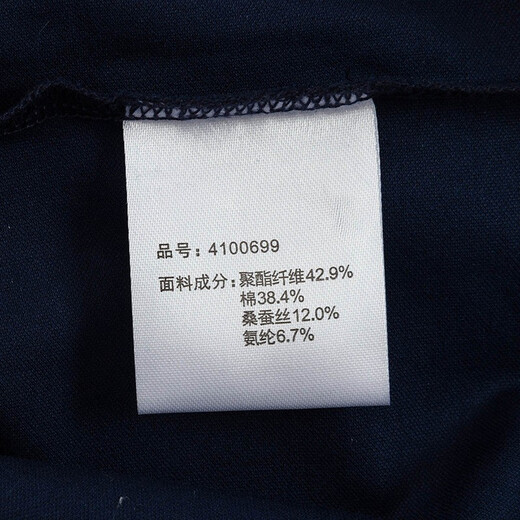 品号: 4100699
面料成分: 聚酯纤维42.9%
棉38.4%
桑蚕丝12.0%
氨纶6.7%